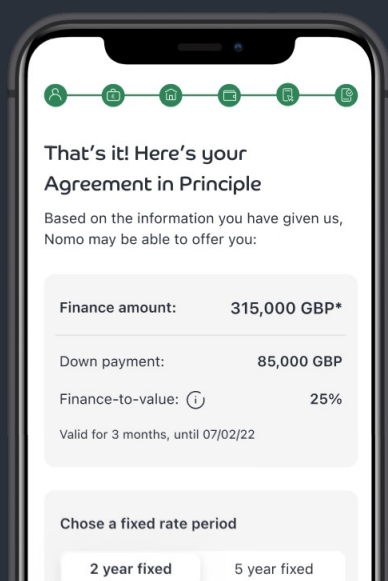 That's it! Here's your
Agreement in Principle
Based on the information you have given us,
Nomo may be able to offer you:
Finance amount: 315,000 GBP*
Down payment: 85,000 GBP
Finance-to-value: 25%
Valid for 3 months, until 07/02/22
Chose a fixed rate period
2 year fixed 5 year fixed